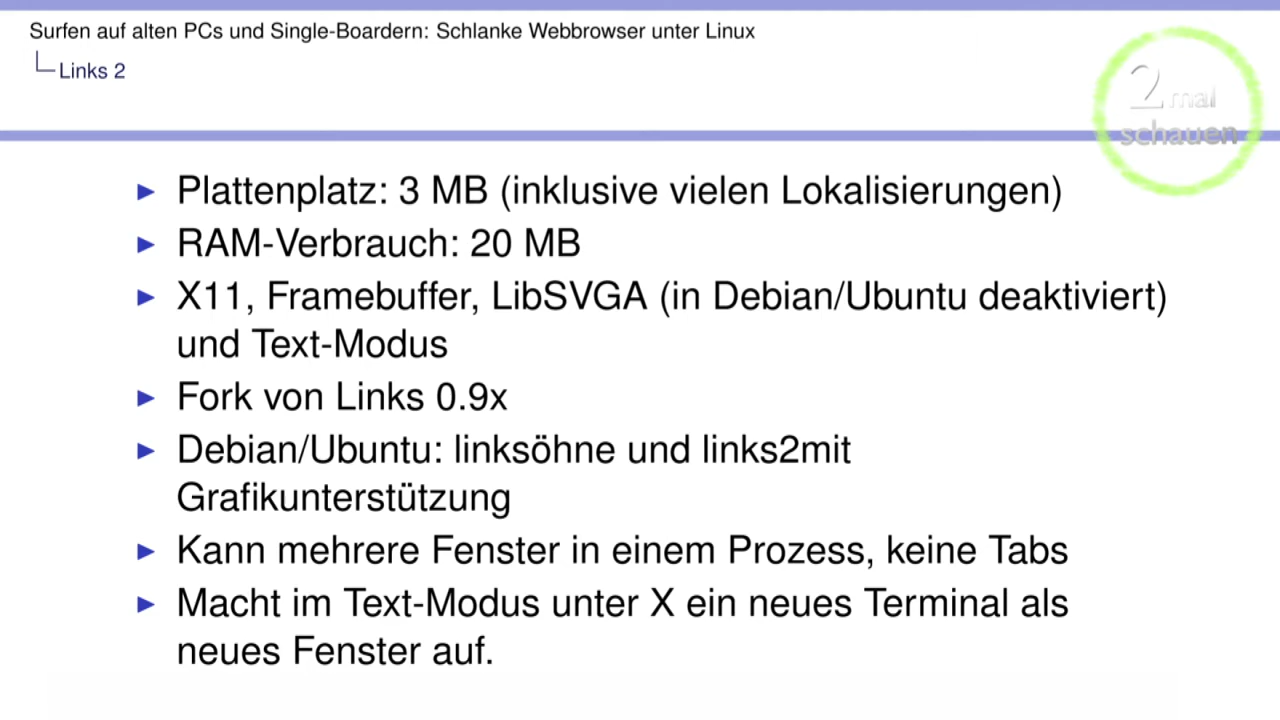 Surfen auf alten PCs und Single-Boardern: Schlanke Webbrowser unter Linux
Links 2
2 mal
schauen
Plattenplatz: 3 MB (inklusive vielen Lokalisierungen)
RAM-Verbrauch: 20 MB
X11, Framebuffer, LibSVGA (in Debian/Ubuntu deaktiviert)
und Text-Modus
Fork von Links 0.9x
Debian/Ubuntu: linksöhne und links2mit
Grafikunterstützung
Kann mehrere Fenster in einem Prozess, keine Tabs
Macht im Text-Modus unter X ein neues Terminal als
neues Fenster auf.